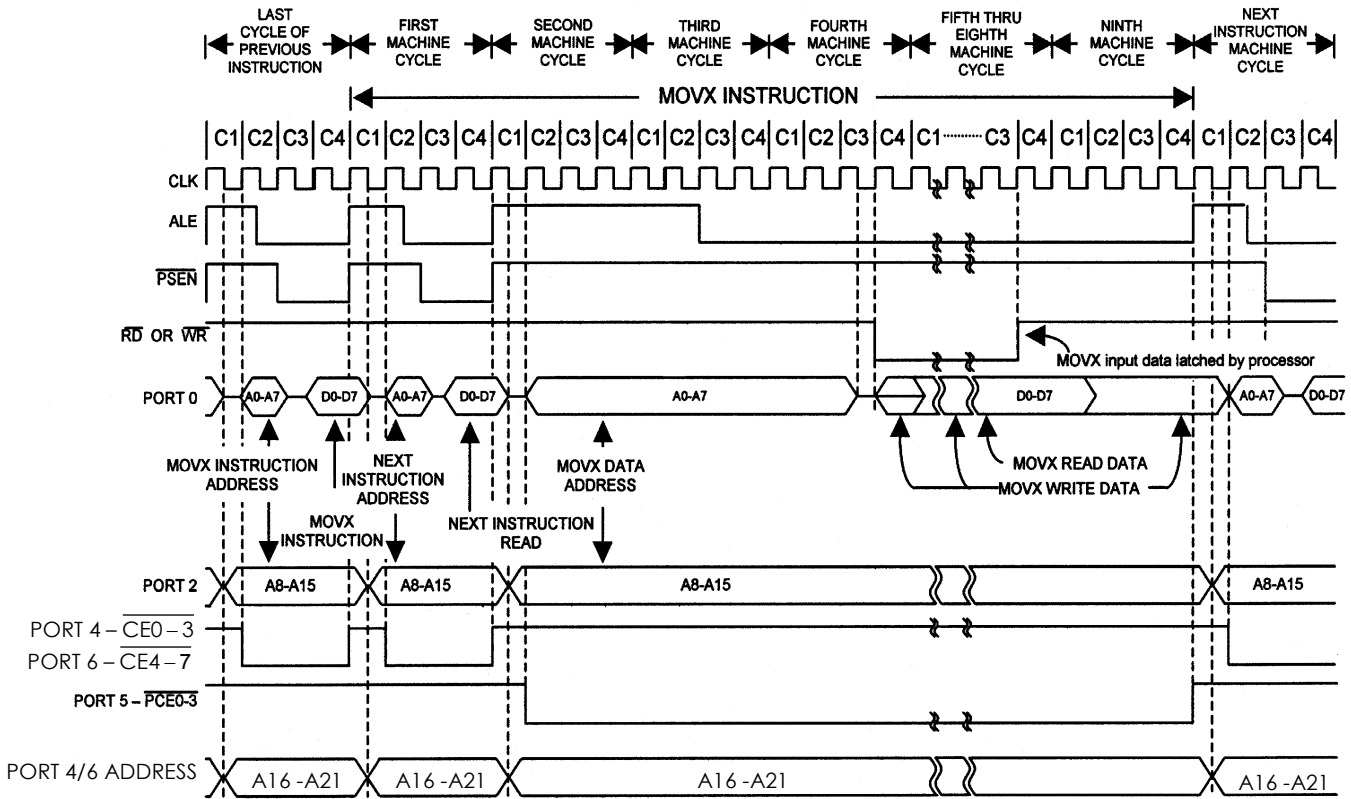 LAST
CYCLE OF
PREVIOUS
INSTRUCTION
FIRST
MACHINE
CYCLE
SECOND
MACHINE
CYCLE
THIRD
MACHINE
CYCLE
FOURTH
MACHINE
CYCLE
FIFTH THRU
EIGHTH
MACHINE
CYCLE
NINTH
MACHINE
CYCLE
NEXT
INSTRUCTION
MACHINE
CYCLE
MOVX INSTRUCTION
C1 C2 C3 C4 C1 C2 C3 C4 C1 C2 C3 C4 C1 C2 C3 C4 C1 C2 C3 C4 C1 C3 C4 C1 C2 C3 C4 C1 C2 C3 C4
CLK
ALE
PSEN
RD OR WR
MOVX input data latched by processor
PORT 0 A0-A7 D0-D7 A0-A7 D0-D7 A0-A7 D0-D7 A0-A7 D0-D7
MOVX INSTRUCTION
ADDRESS
NEXT
INSTRUCTION
ADDRESS
MOVX DATA
ADDRESS
MOVX READ DATA
MOVX WRITE DATA
MOVX
INSTRUCTION
NEXT INSTRUCTION
READ
PORT 2 A8-A15 A8-A15 A8-A15 A8-A15
PORT 4 – CE0 – 3
PORT 6 – CE4 – 7
PORT 5 – PCE0-3
PORT 4/6 ADDRESS A16 -A21 A16 -A21 A16 -A21 A16 -A21